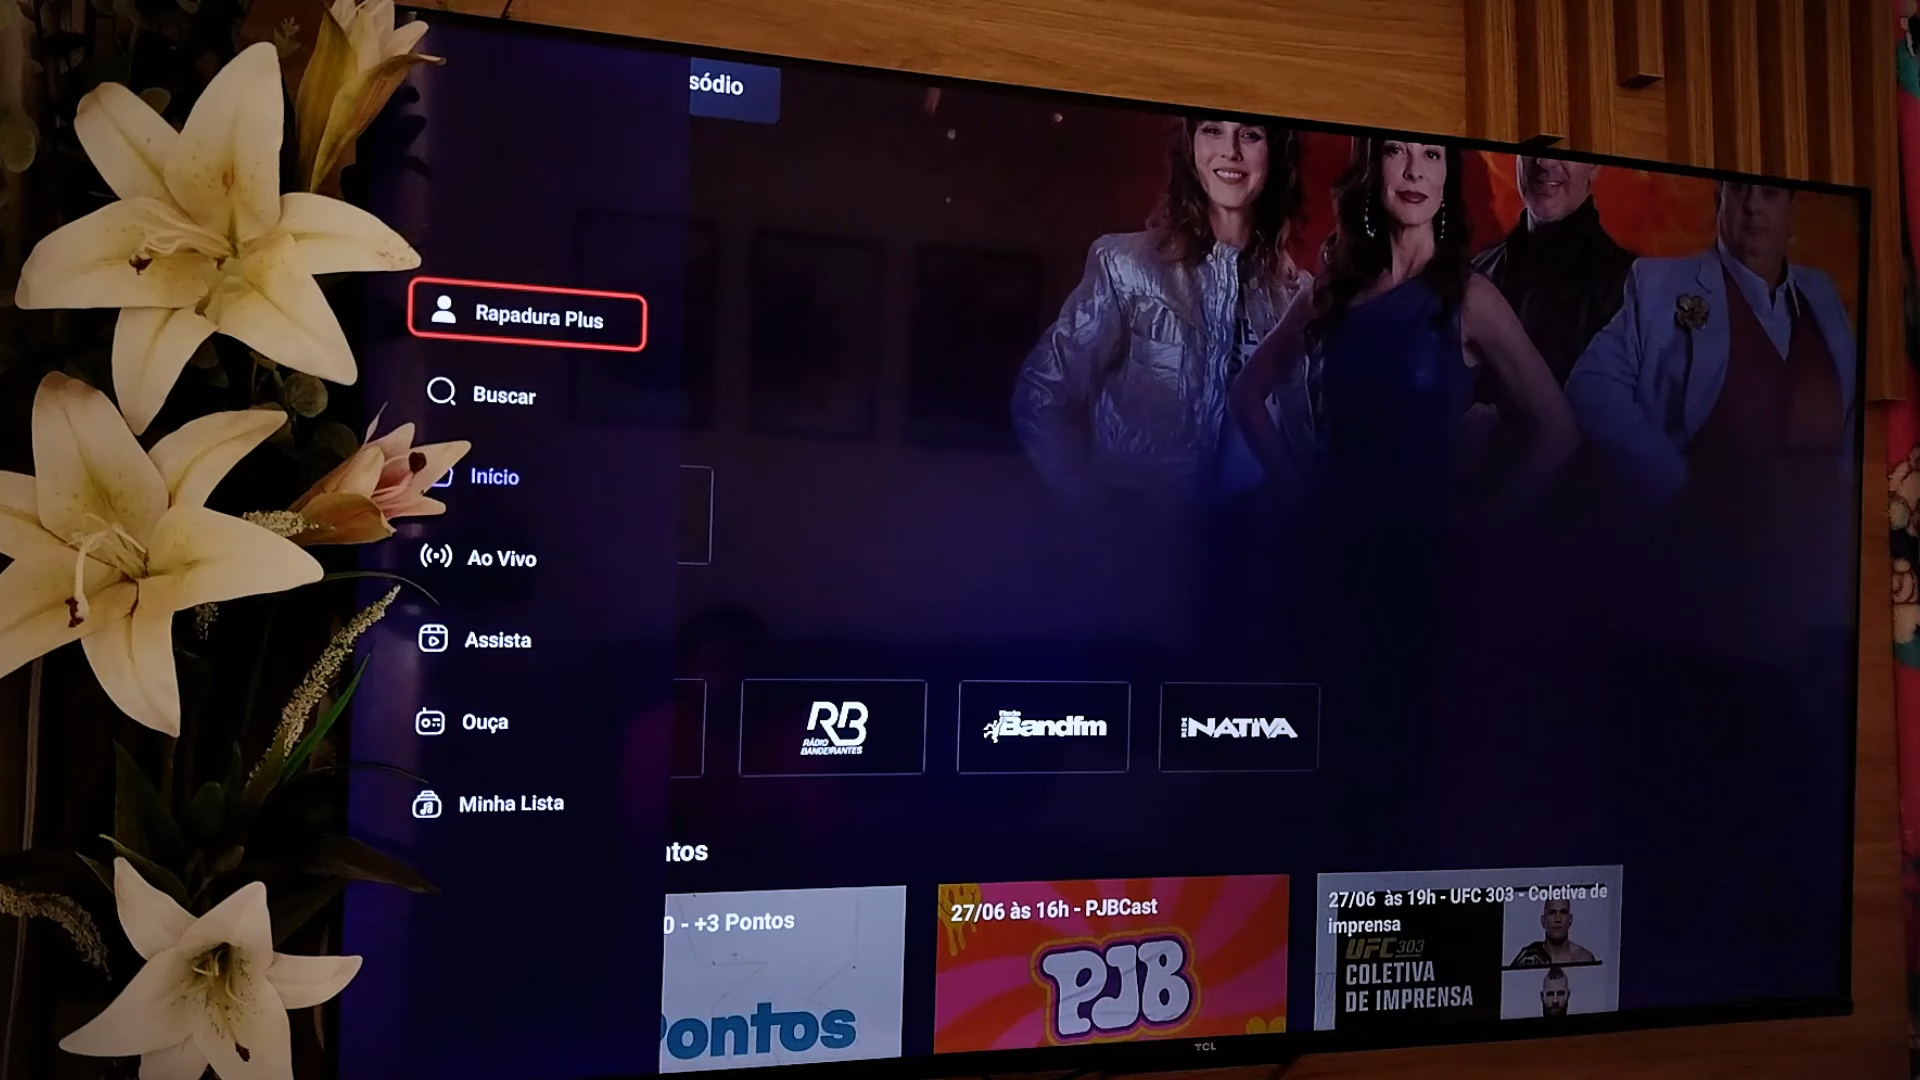 sódio
Rapadura Plus
Buscar
Início
Ao Vivo
Assista
Ouça
Minha Lista
RB
RÁDIO
BANDEIRANTES
Bandfm
REDE
NATIVA
ntos
0 - +3 Pontos
Pontos
27/06 às 16h - PJBCast
PJB
27/06 às 19h - UFC 303 - Coletiva de
imprensa
UFC 303
COLETIVA
DE IMPRENSA
TCL